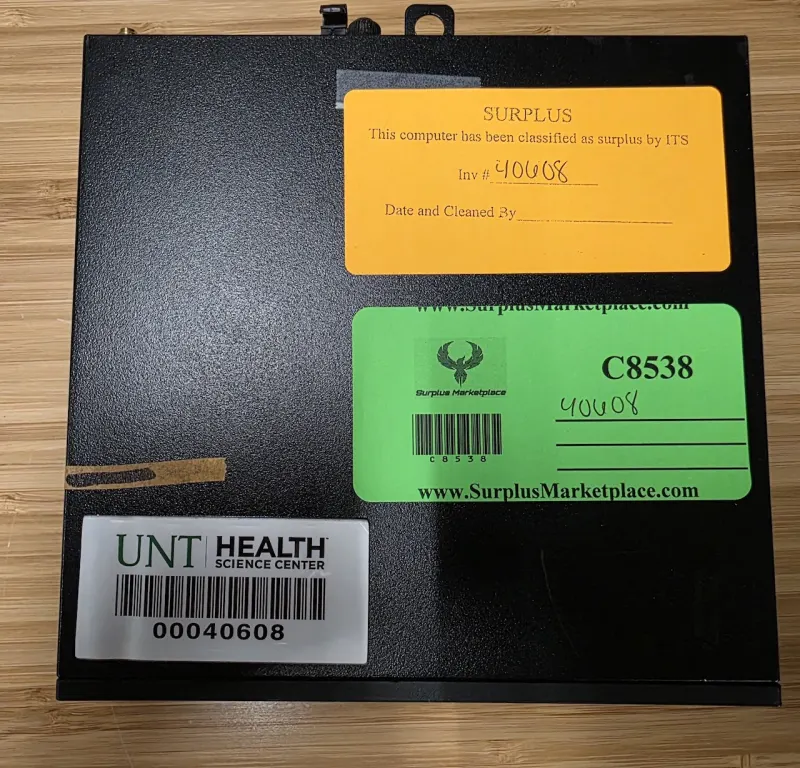 SURPLUS
This computer has been classified as surplus by ITS
Inv # 40608
Date and Cleaned By
www.SurplusMarketplace.com
Surplus Marketplace
C8538
40608
C8538
www.SurplusMarketplace.com
UNT HEALTH
SCIENCE CENTER
00040608